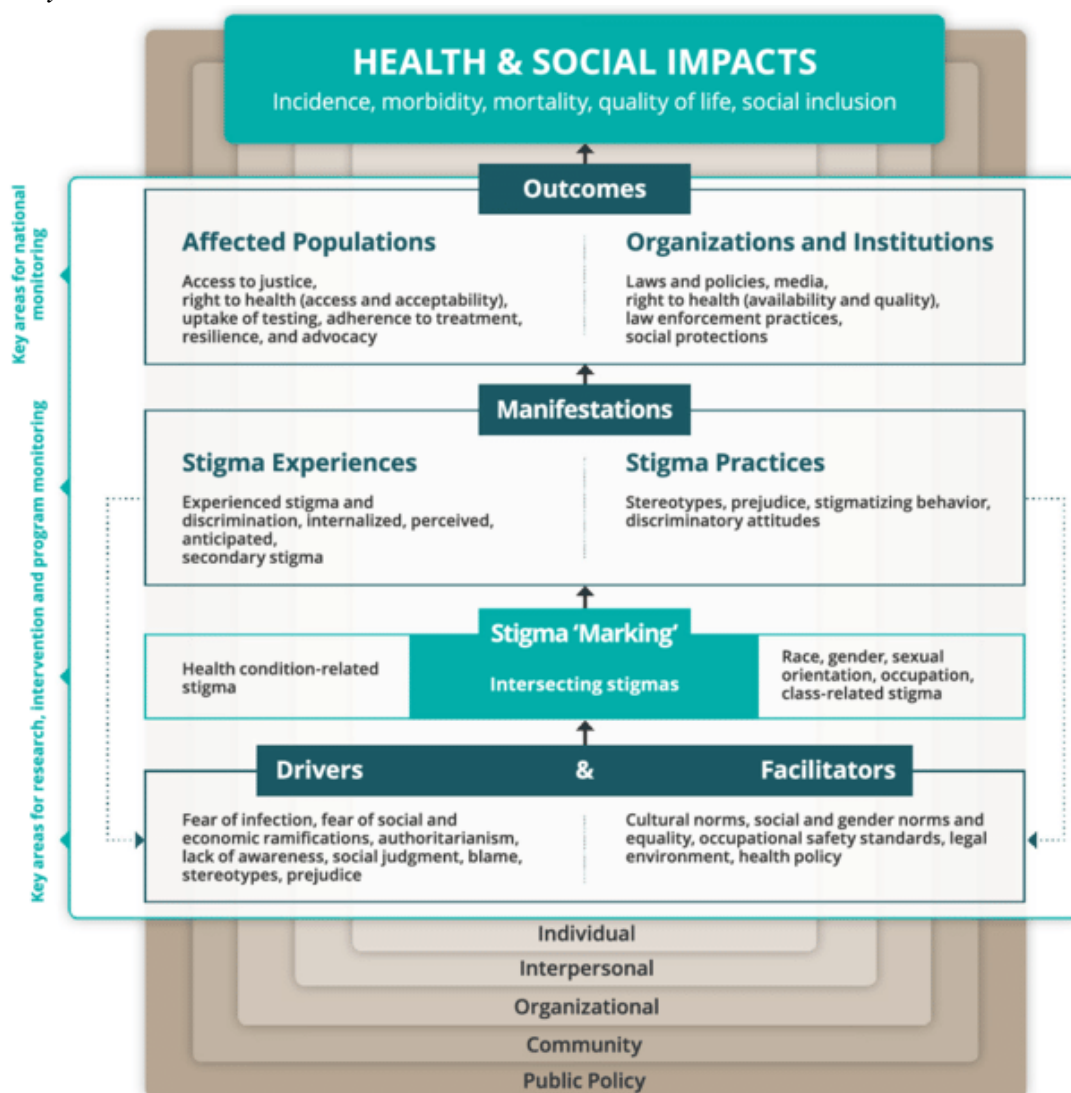 HEALTH & SOCIAL IMPACTS
Incidence, morbidity, mortality, quality of life, social inclusion
Outcomes
Key areas for national
monitoring
Affected Populations
Access to justice,
right to health (access and acceptability),
uptake of testing, adherence to treatment,
resilience, and advocacy
Organizations and Institutions
Laws and policies, media,
right to health (availability and quality),
law enforcement practices,
social protections
Manifestations
Key areas for research, intervention and program monitoring
Stigma Experiences
Experienced stigma and
discrimination, internalized, perceived,
anticipated,
secondary stigma
Stigma Practices
Stereotypes, prejudice, stigmatizing behavior,
discriminatory attitudes
Stigma ‘Marking’
Health condition-related
stigma
Intersecting stigmas
Race, gender, sexual
orientation, occupation,
class-related stigma
Drivers & Facilitators
Fear of infection, fear of social and
economic ramifications, authoritarianism,
lack of awareness, social judgment, blame,
stereotypes, prejudice
Cultural norms, social and gender norms and
equality, occupational safety standards, legal
environment, health policy
Individual
Interpersonal
Organizational
Community
Public Policy